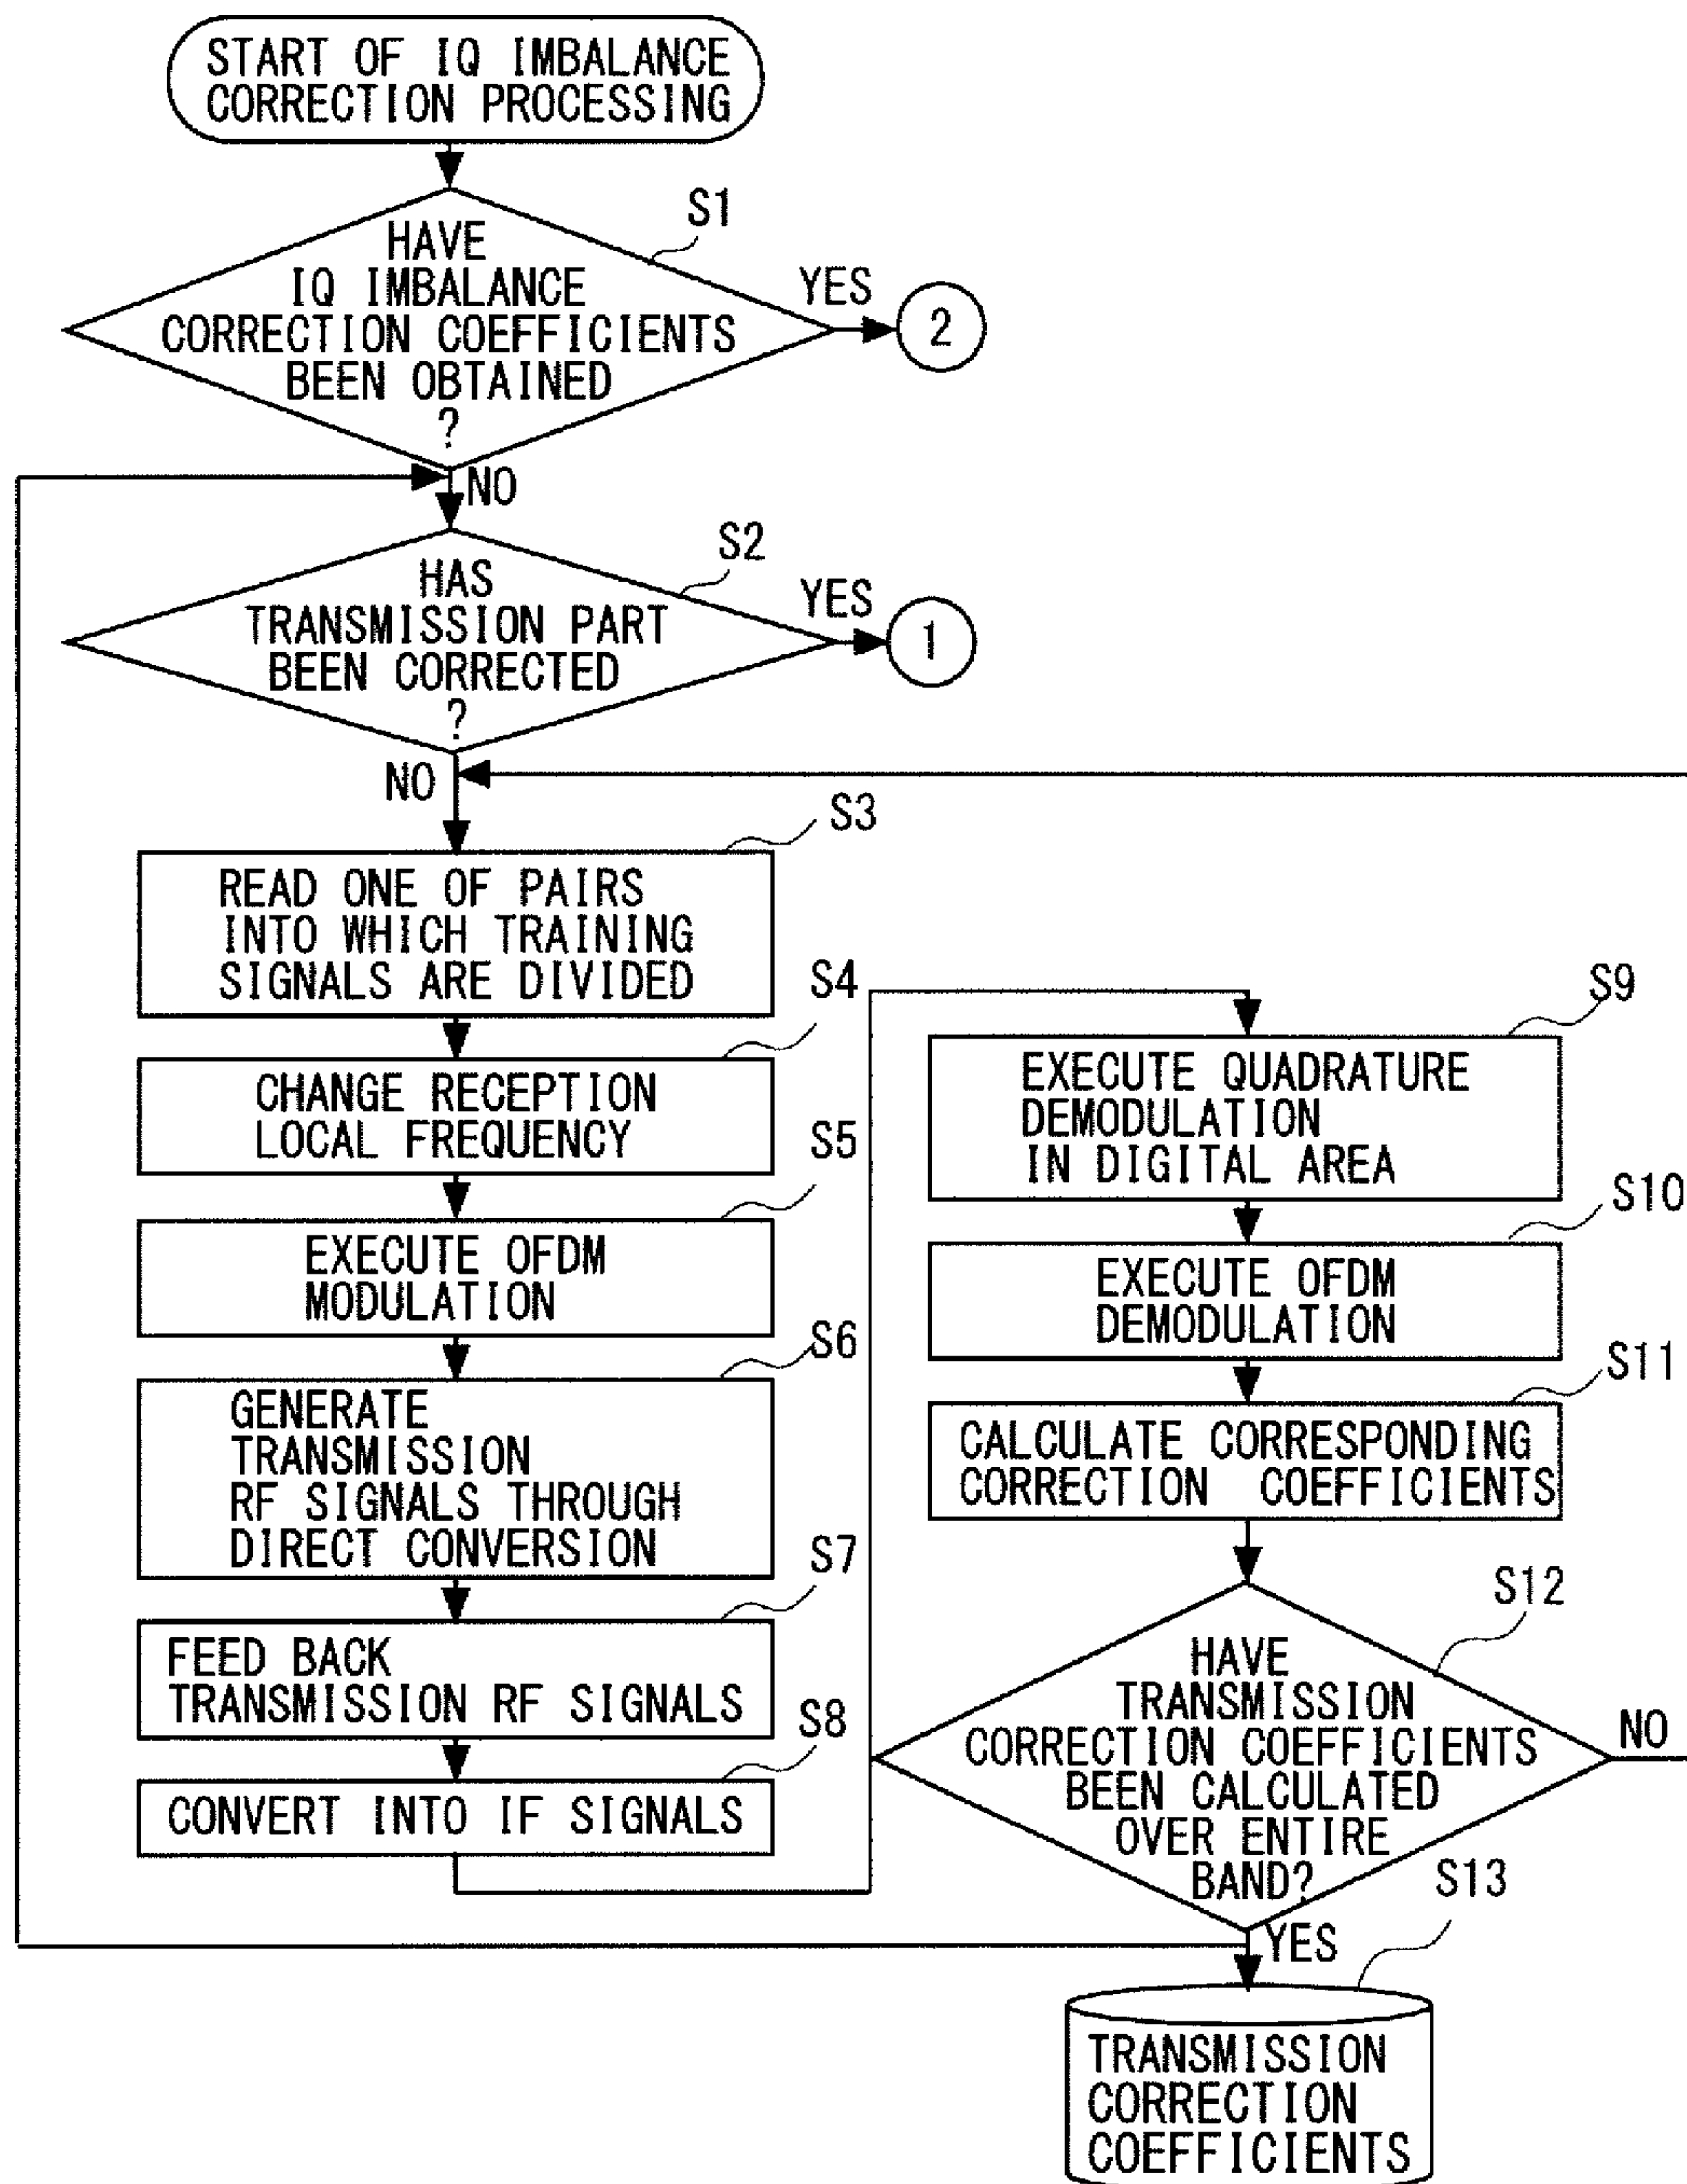 START OF IQ IMBALANCE
CORRECTION PROCESSING
S1
HAVE
IQ IMBALANCE
CORRECTION COEFFICIENTS
BEEN OBTAINED
?
YES
2
NO
S2
HAS
TRANSMISSION PART
BEEN CORRECTED
?
YES
1
NO
S3
READ ONE OF PAIRS
INTO WHICH TRAINING
SIGNALS ARE DIVIDED
S4
CHANGE RECEPTION
LOCAL FREQUENCY
S5
EXECUTE OFDM
MODULATION
S6
GENERATE
TRANSMISSION
RF SIGNALS THROUGH
DIRECT CONVERSION
S7
FEED BACK
TRANSMISSION RF SIGNALS
S8
CONVERT INTO IF SIGNALS
S9
EXECUTE QUADRATURE
DEMODULATION
IN DIGITAL AREA
S10
EXECUTE OFDM
DEMODULATION
S11
CALCULATE CORRESPONDING
CORRECTION COEFFICIENTS
S12
HAVE
TRANSMISSION
CORRECTION COEFFICIENTS
BEEN CALCULATED
OVER ENTIRE
BAND?
NO
YES
S13
TRANSMISSION
CORRECTION
COEFFICIENTS